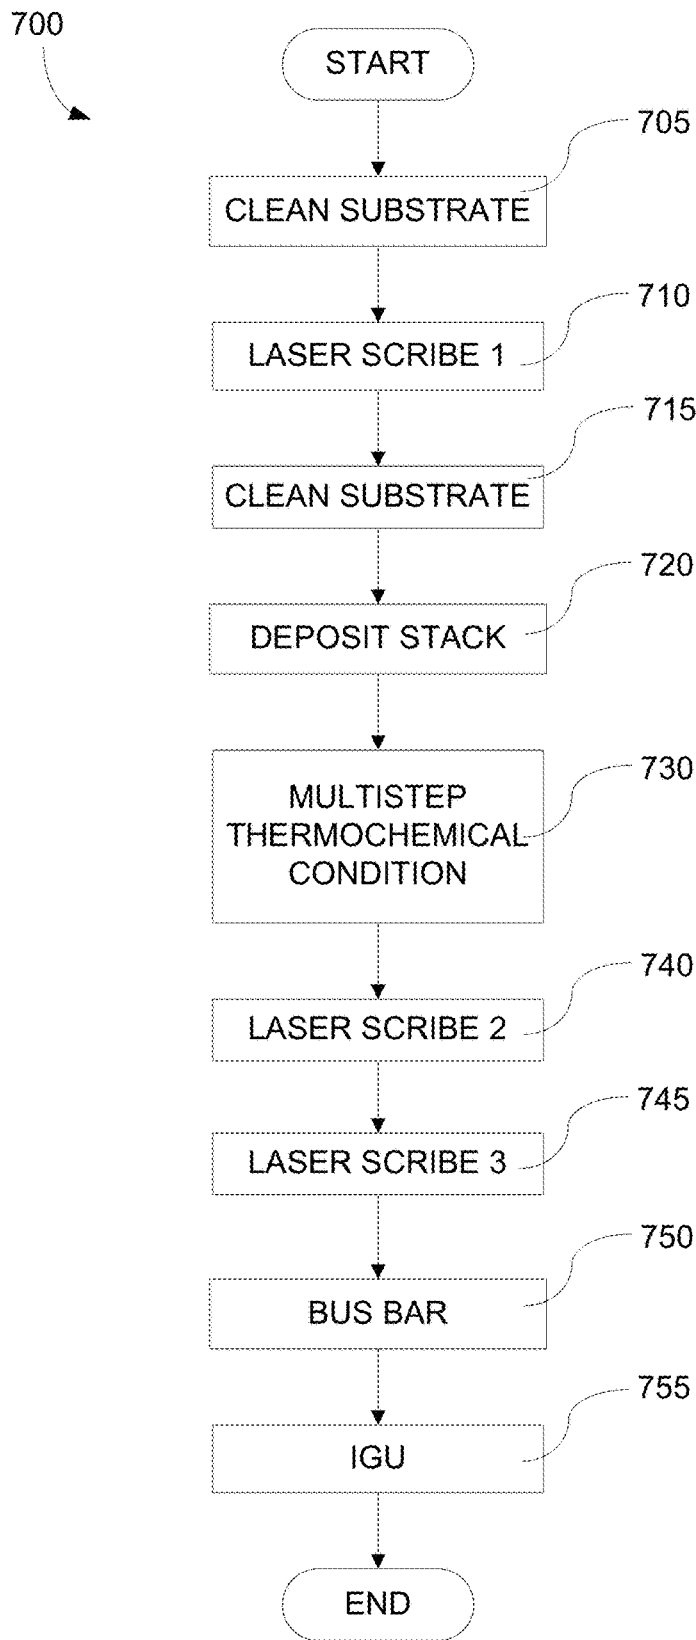 700
START
705
CLEAN SUBSTRATE
710
LASER SCRIBE 1
715
CLEAN SUBSTRATE
720
DEPOSIT STACK
730
MULTISTEP
THERMOCHEMICAL
CONDITION
740
LASER SCRIBE 2
745
LASER SCRIBE 3
750
BUS BAR
755
IGU
END